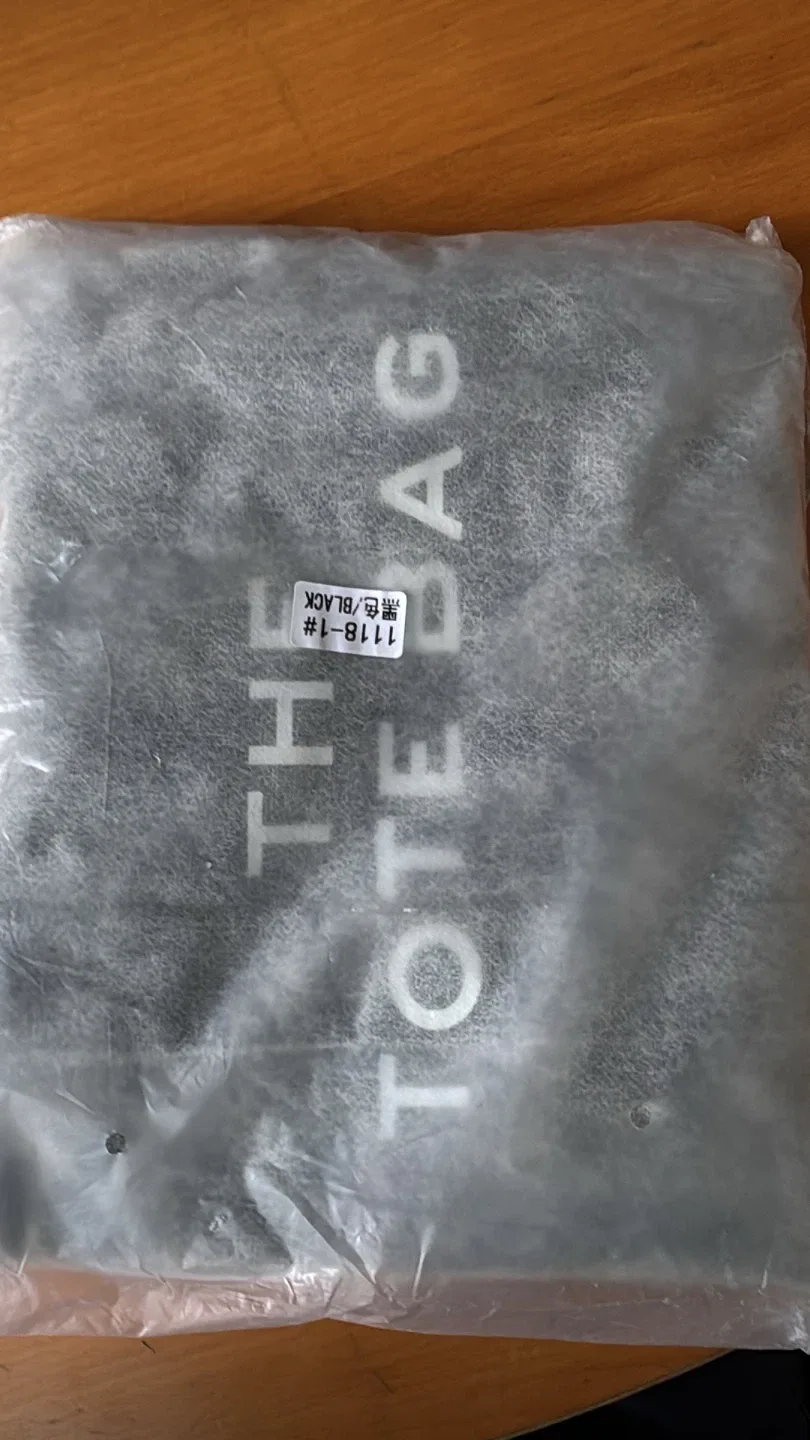 THE
TOTE BAG
1118-1#
黑色/BLACK